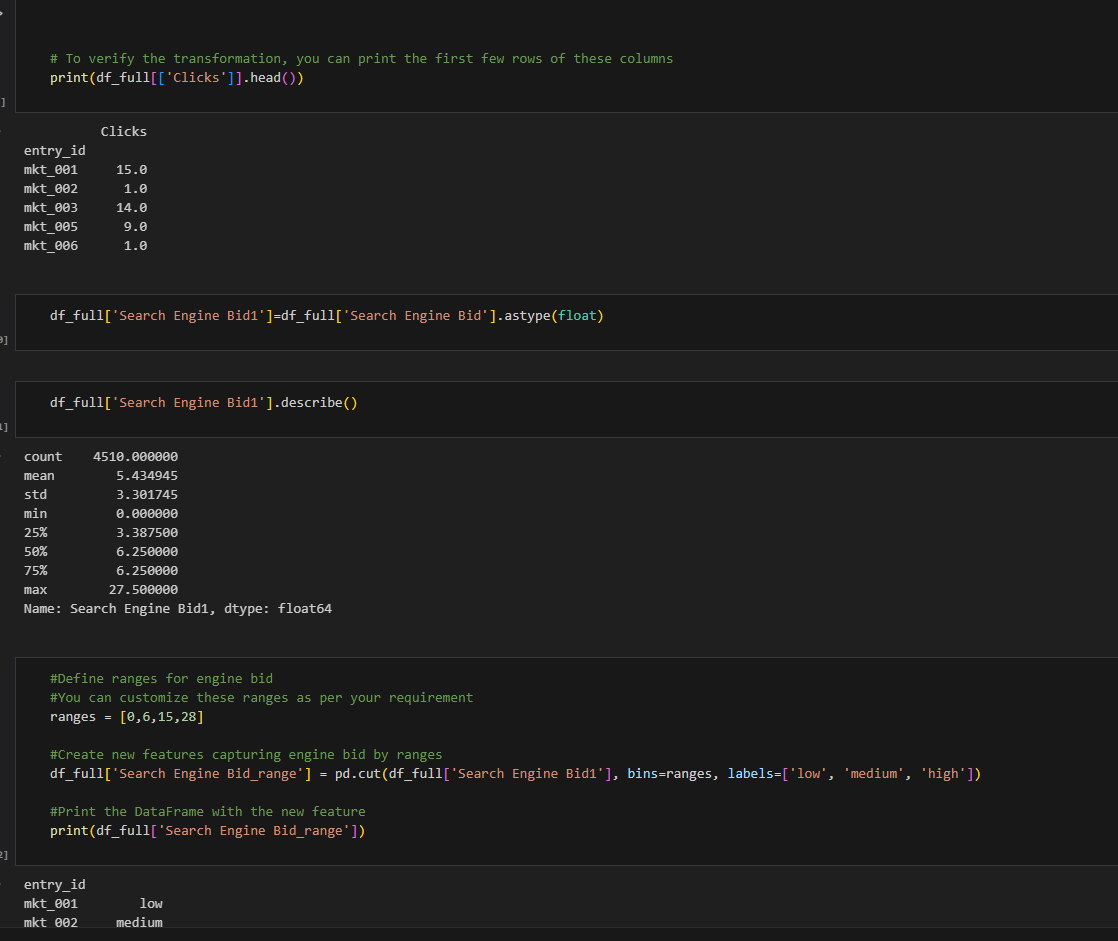 # To verify the transformation, you can print the first few rows of these columns
print(df_full[['Clicks']].head())
]
Clicks
entry_id
mkt_001 15.0
mkt_002 1.0
mkt_003 14.0
mkt_005 9.0
mkt_006 1.0
df_full['Search Engine Bid1']=df_full['Search Engine Bid'].astype(float)
]
df_full['Search Engine Bid1'].describe()
]
count 4510.000000
mean 5.434945
std 3.301745
min 0.000000
25% 3.387500
50% 6.250000
75% 6.250000
max 27.500000
Name: Search Engine Bid1, dtype: float64
#Define ranges for engine bid
#You can customize these ranges as per your requirement
ranges = [0,6,15,28]
#Create new features capturing engine bid by ranges
df_full['Search Engine Bid_range'] = pd.cut(df_full['Search Engine Bid1'], bins=ranges, labels=['low', 'medium', 'high'])
#Print the DataFrame with the new feature
print(df_full['Search Engine Bid_range'])
2]
entry_id
mkt_001 low
mkt_002 medium